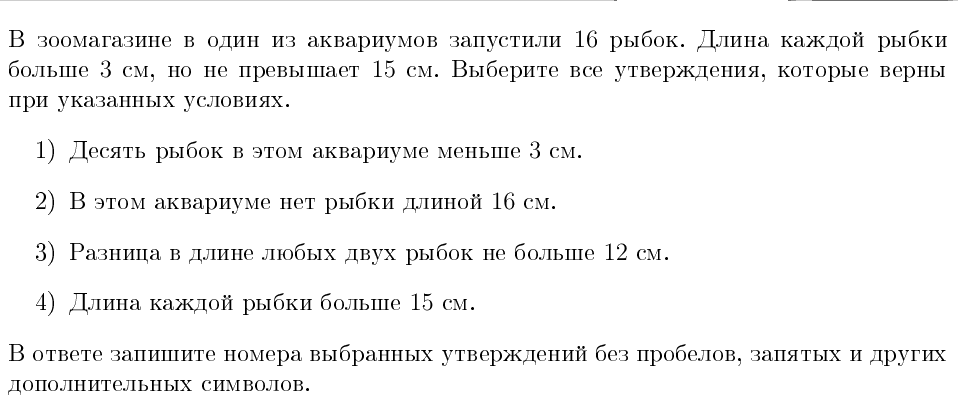 В зоомагазине в один из аквариумов запустили 16 рыбок. Длина каждой рыбки
больше 3 см, но не превышает 15 см. Выберите все утверждения, которые верны
при указанных условиях.
1) Десять рыбок в этом аквариуме меньше 3 см.
2) В этом аквариуме нет рыбки длиной 16 см.
3) Разница в длине любых двух рыбок не больше 12 см.
4) Длина каждой рыбки больше 15 см.
В ответе запишите номера выбранных утверждений без пробелов, запятых и других
дополнительных символов.